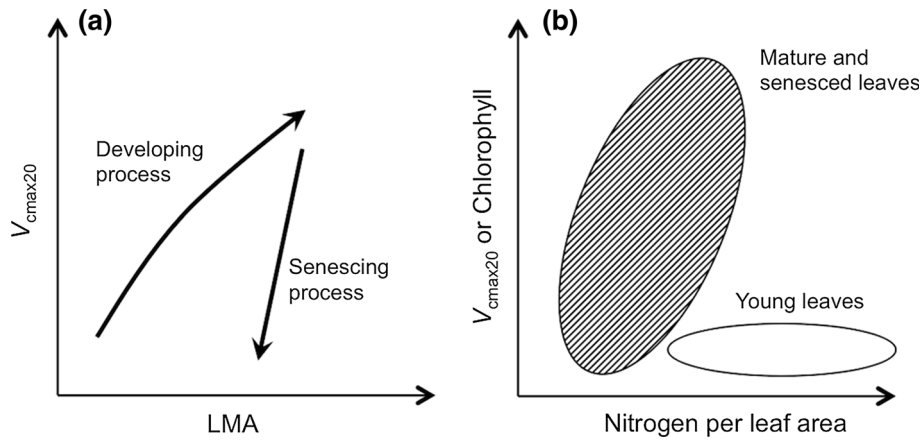 (a)
Vcmax20
Developing
process
Senescing
process
LMA
(b)
Vcmax20 or Chlorophyll
Mature and
senesced leaves
Young leaves
Nitrogen per leaf area